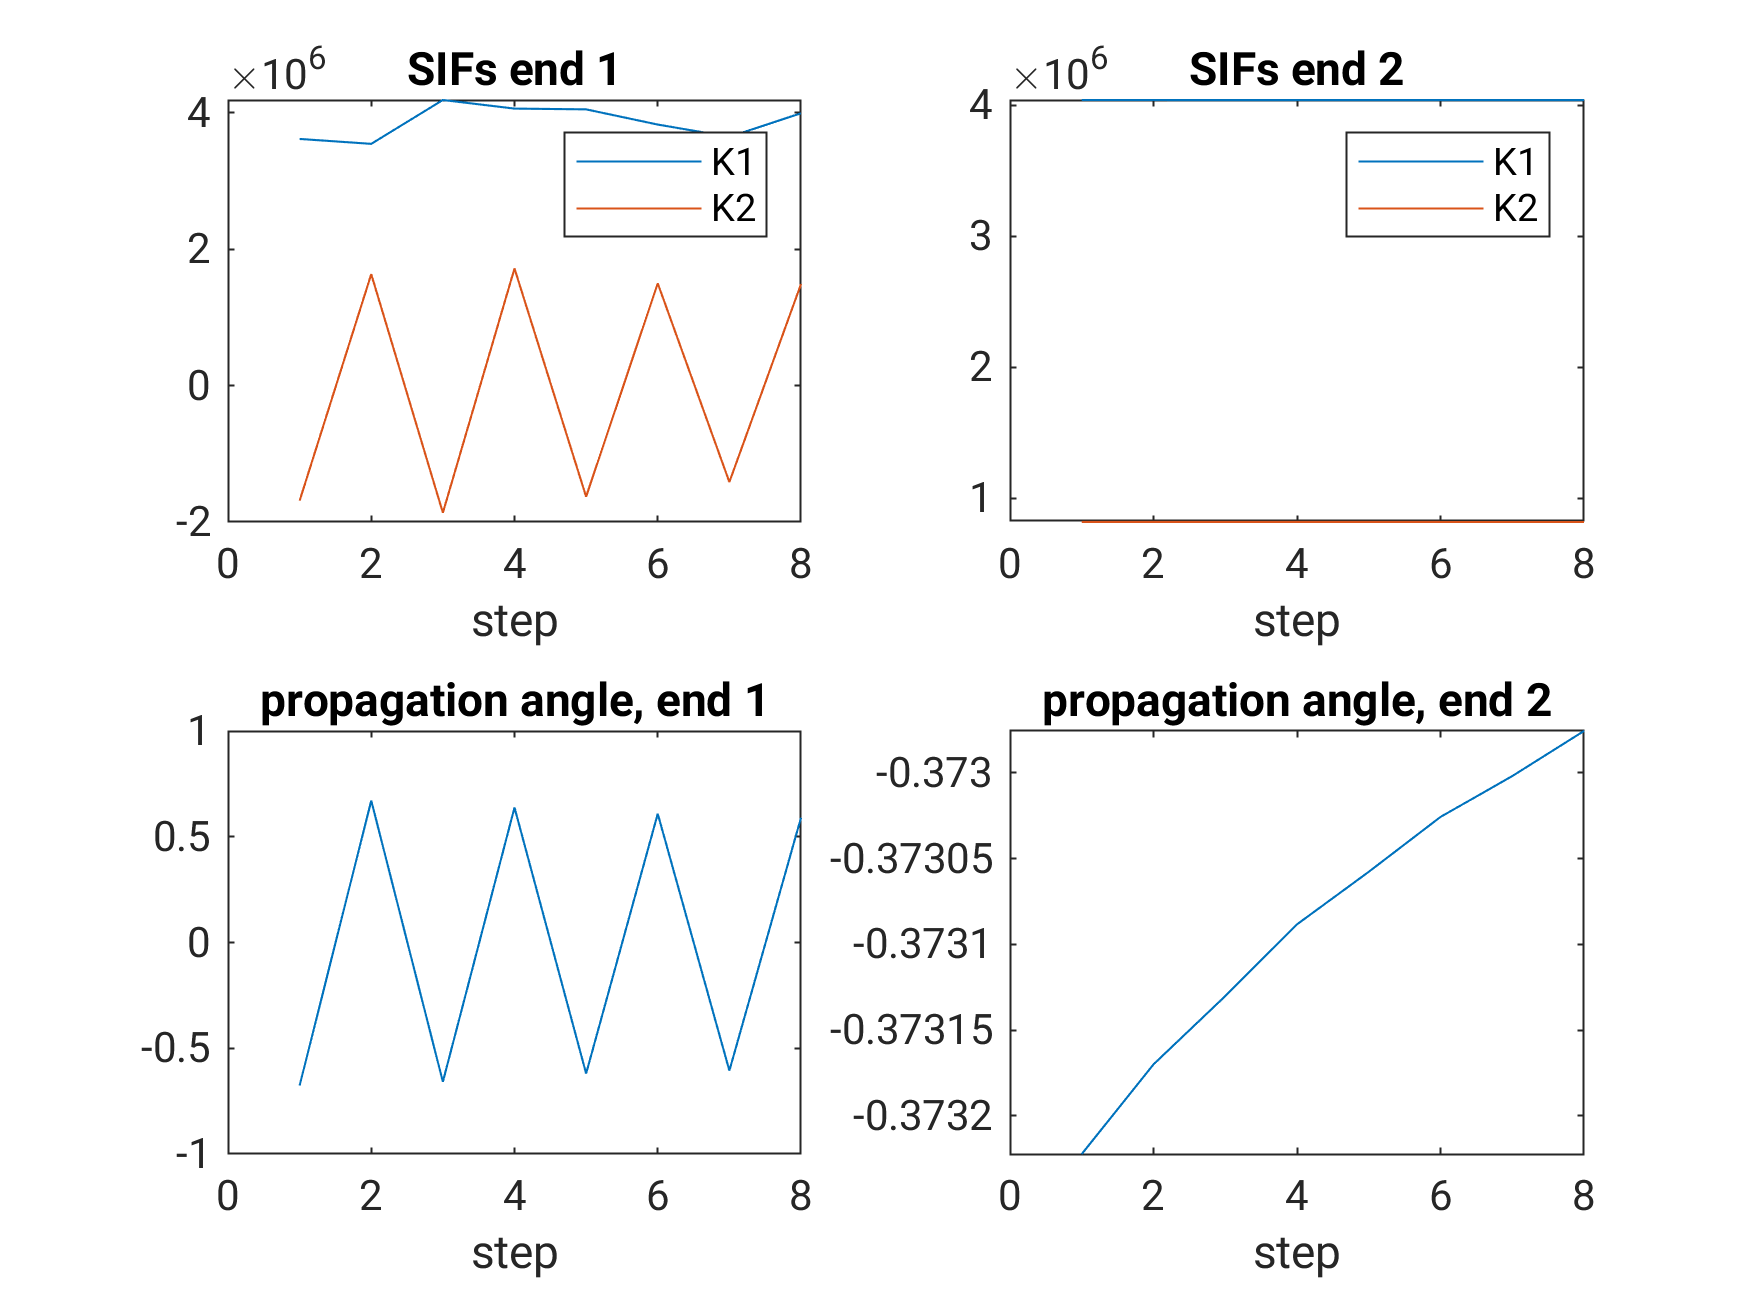 ×10^6
SIFs end 1
4
2
0
-2
K1
K2
0 2 4 6 8
step
×10^6
SIFs end 2
4
3
2
1
K1
K2
0 2 4 6 8
step
propagation angle, end 1
1
0.5
0
-0.5
-1
0 2 4 6 8
step
propagation angle, end 2
-0.373
-0.37305
-0.3731
-0.37315
-0.3732
0 2 4 6 8
step